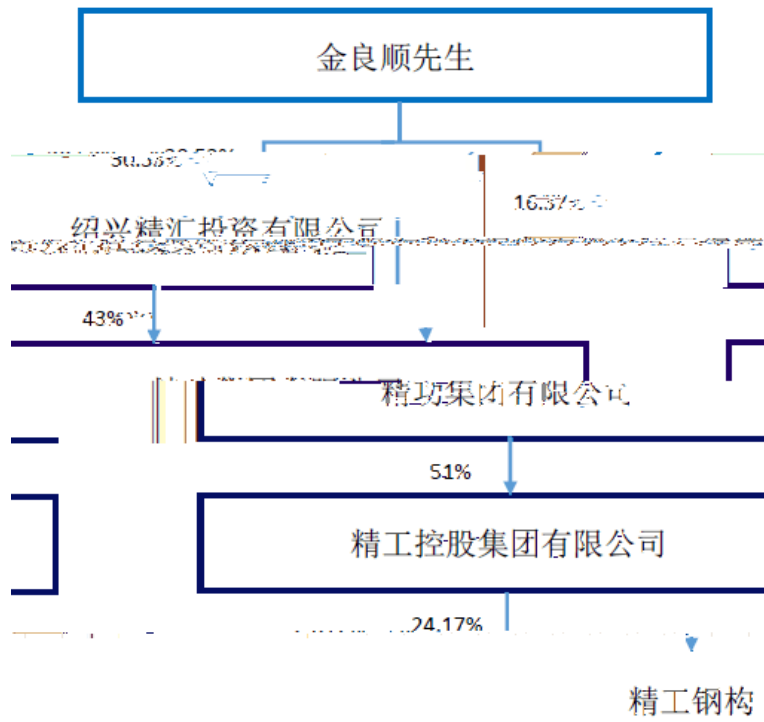 金良顺先生
16.37%
绍兴精汇投资有限公司
43%
精功集团有限公司
51%
精工控股集团有限公司
24.17%
精工钢构